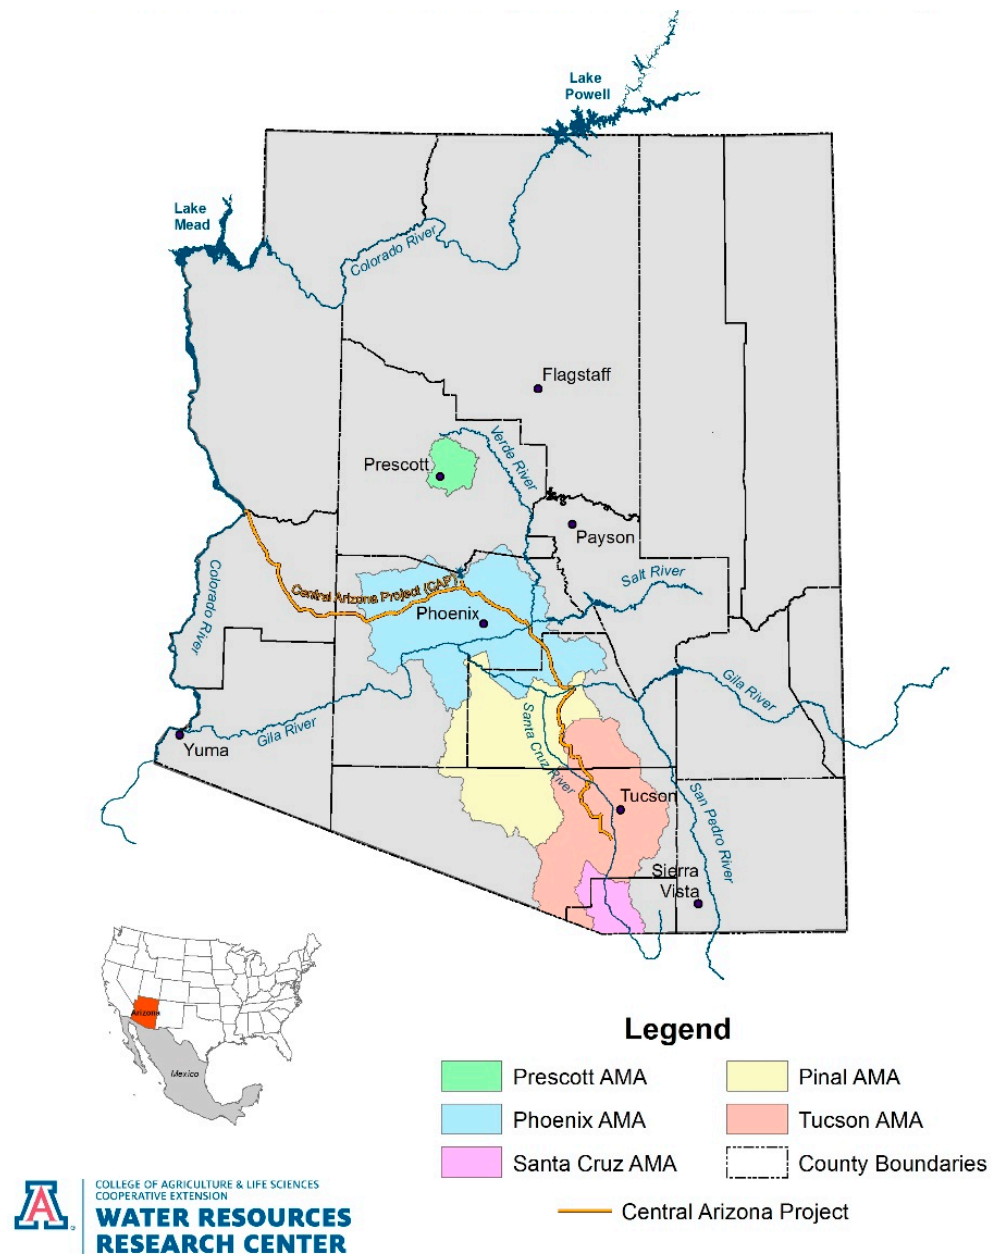 Lake
Powell
Lake
Mead
Colorado River
Flagstaff
Verde River
Prescott
Payson
Colorado River
Central Arizona Project (CAP)
Salt River
Phoenix
Gila River
Gila River
Santa Cruz River
Yuma
Tucson
San Pedro River
Sierra
Vista
Arizona
Mexico
Legend
Prescott AMA
Pinal AMA
Phoenix AMA
Tucson AMA
Santa Cruz AMA
County Boundaries
Central Arizona Project
A
COLLEGE OF AGRICULTURE & LIFE SCIENCES
COOPERATIVE EXTENSION
WATER RESOURCES
RESEARCH CENTER